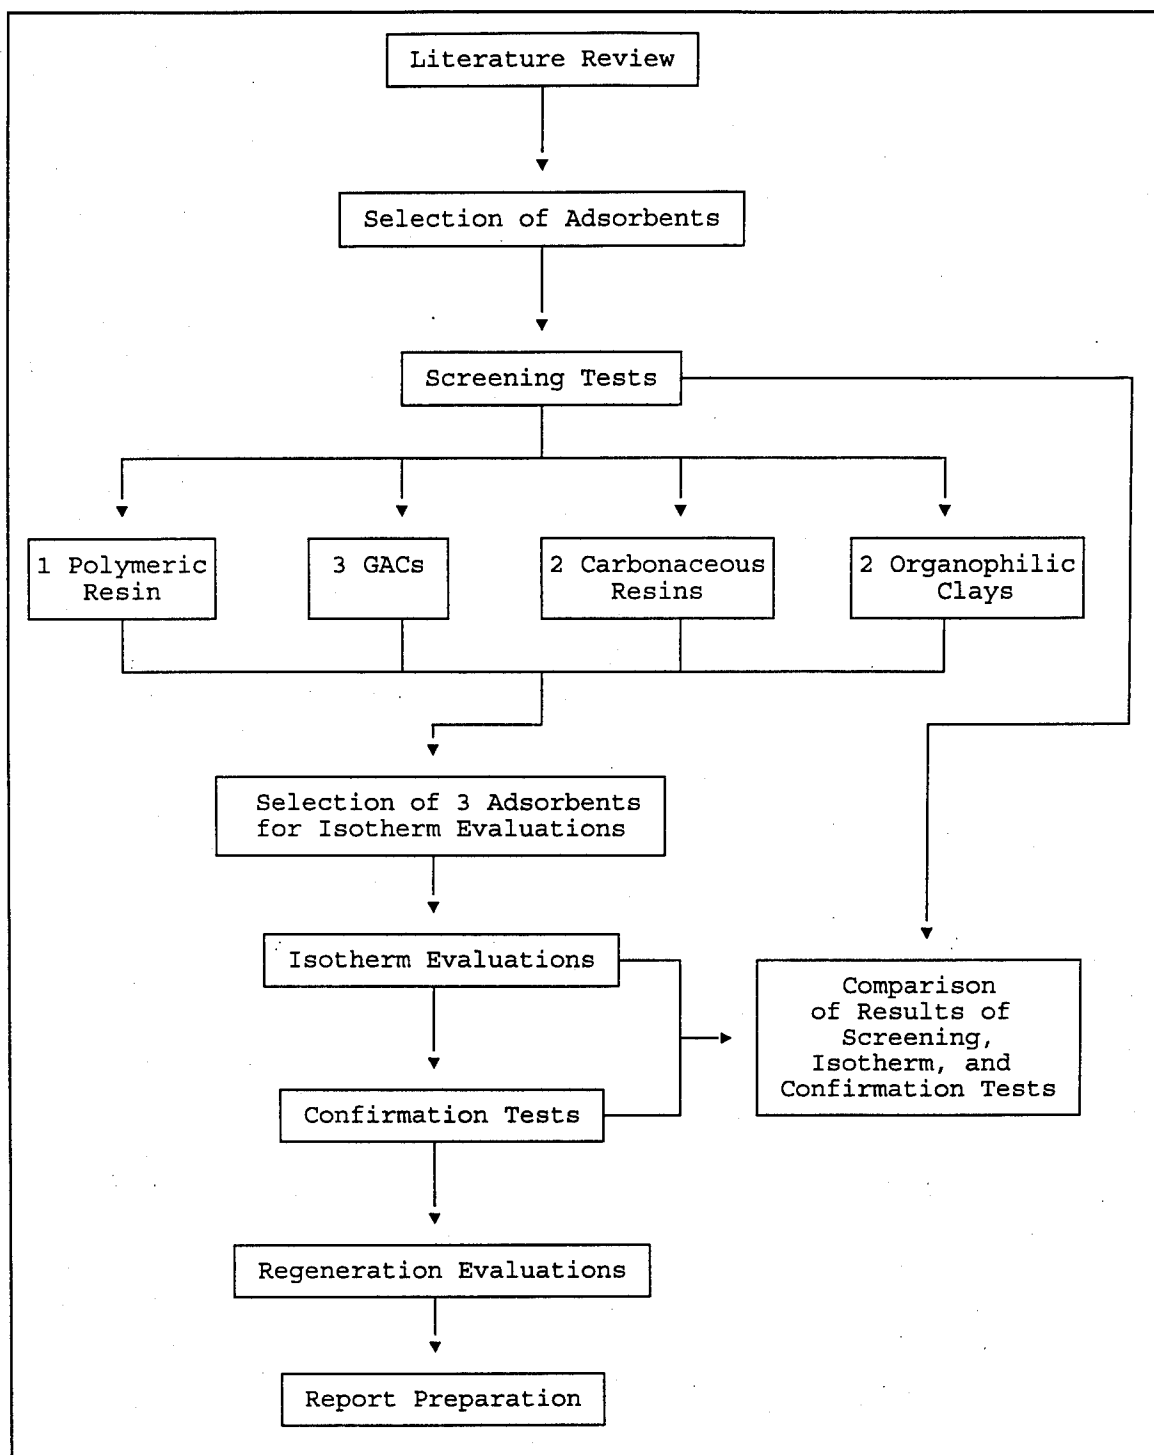 Literature Review
Selection of Adsorbents
Screening Tests
1 Polymeric
Resin
3 GACs
2 Carbonaceous
Resins
2 Organophilic
Clays
Selection of 3 Adsorbents
for Isotherm Evaluations
Isotherm Evaluations
Comparison
of Results of
Screening,
Isotherm, and
Confirmation Tests
Confirmation Tests
Regeneration Evaluations
Report Preparation